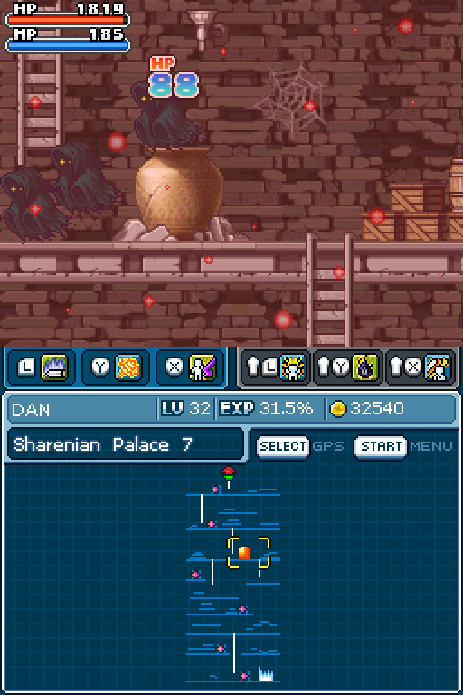 HP 1819
HP 185
HP
88
L Y X L Y X
DAN LV 32 EXP 31.5% 32540
Sharenian Palace 7 SELECT GPS START MENU